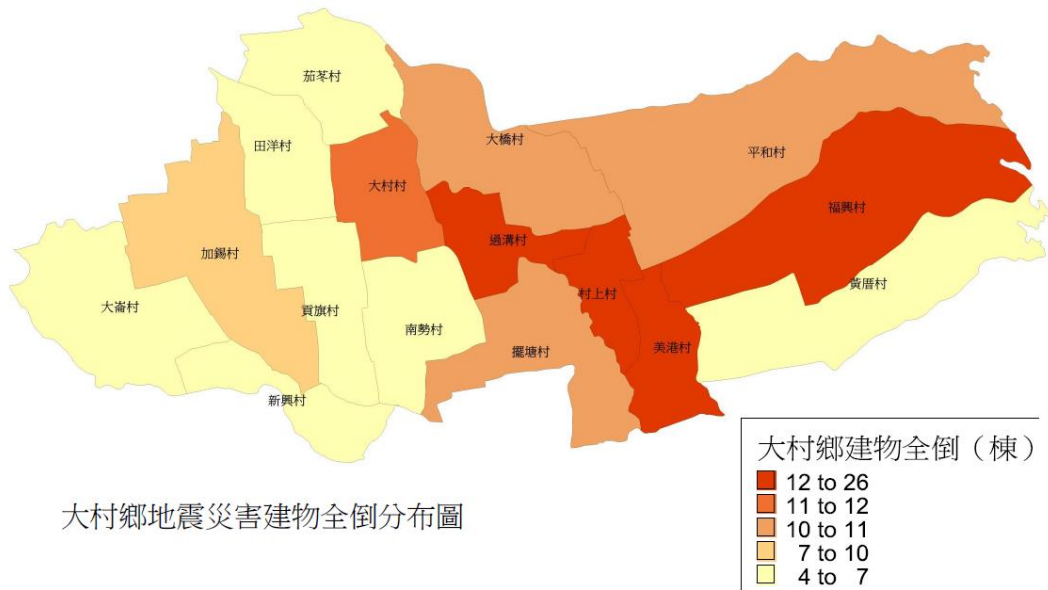 茄苳村
田洋村
大橋村
平和村
大村村
福興村
加錫村
過溝村
大崙村
貢旗村
南勢村
村上村
黃厝村
擺塘村
美港村
新興村
大村鄉地震災害建物全倒分布圖
大村鄉建物全倒（棟）
12 to 26
11 to 12
10 to 11
7 to 10
4 to 7